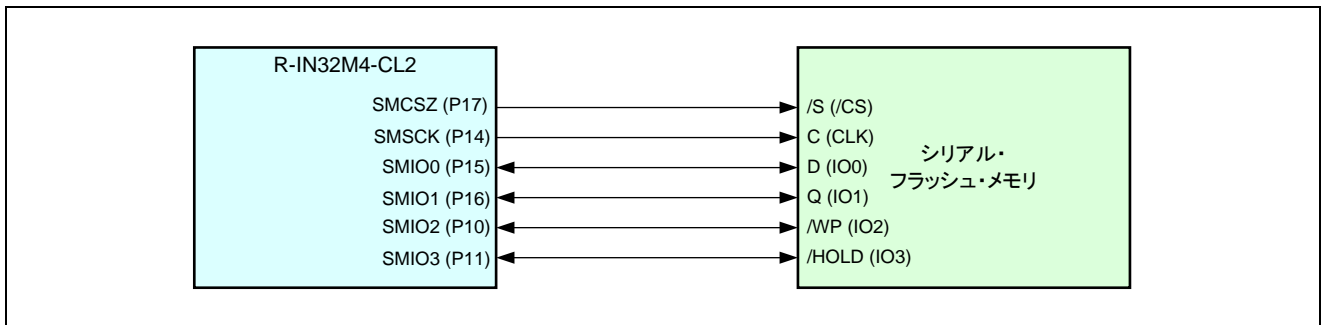 R-IN32M4-CL2
SMCSZ (P17)
SMSCK (P14)
SMIO0 (P15)
SMIO1 (P16)
SMIO2 (P10)
SMIO3 (P11)
/S (/CS)
C (CLK)
D (IO0)
Q (IO1)
/WP (IO2)
/HOLD (IO3)
シリアル・
フラッシュ・メモリ